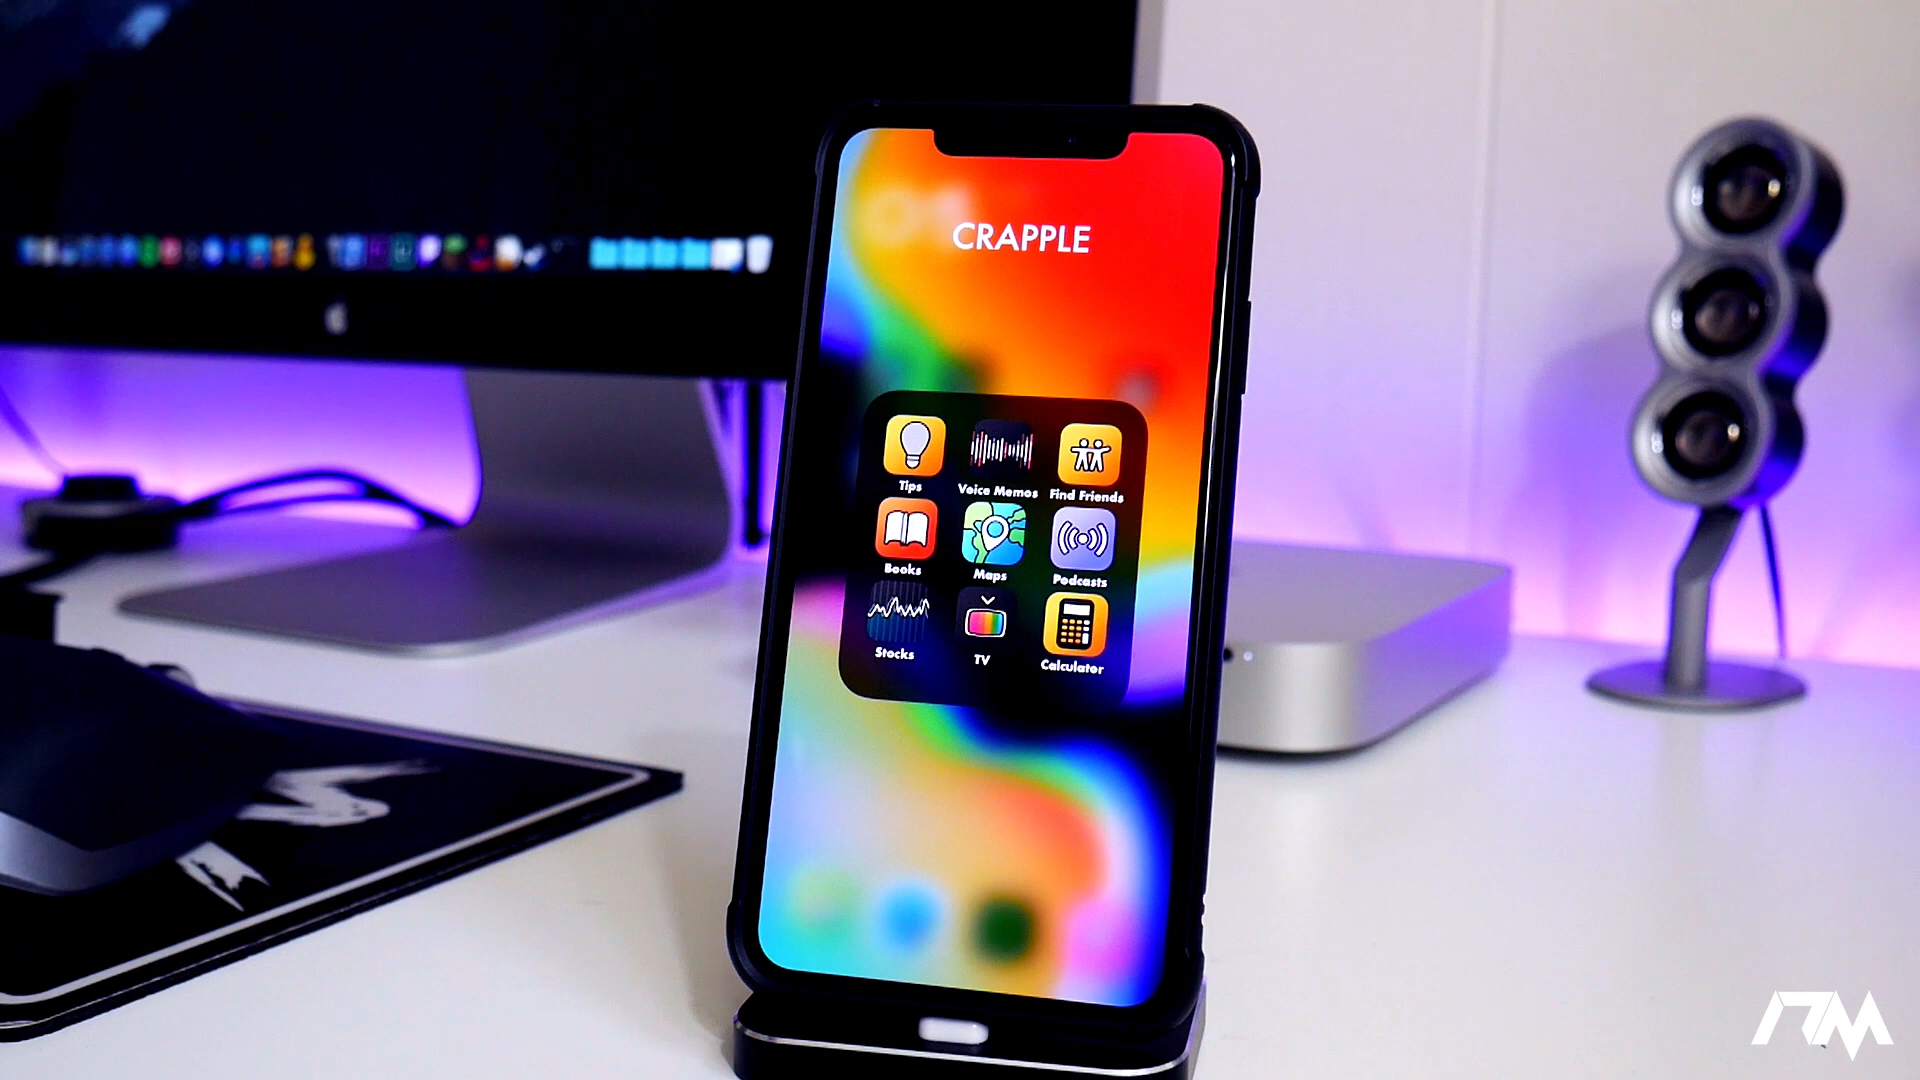 CRAPPLE
Tips
Voice Memos
Find Friends
Books
Maps
Podcasts
Stocks
TV
Calculator